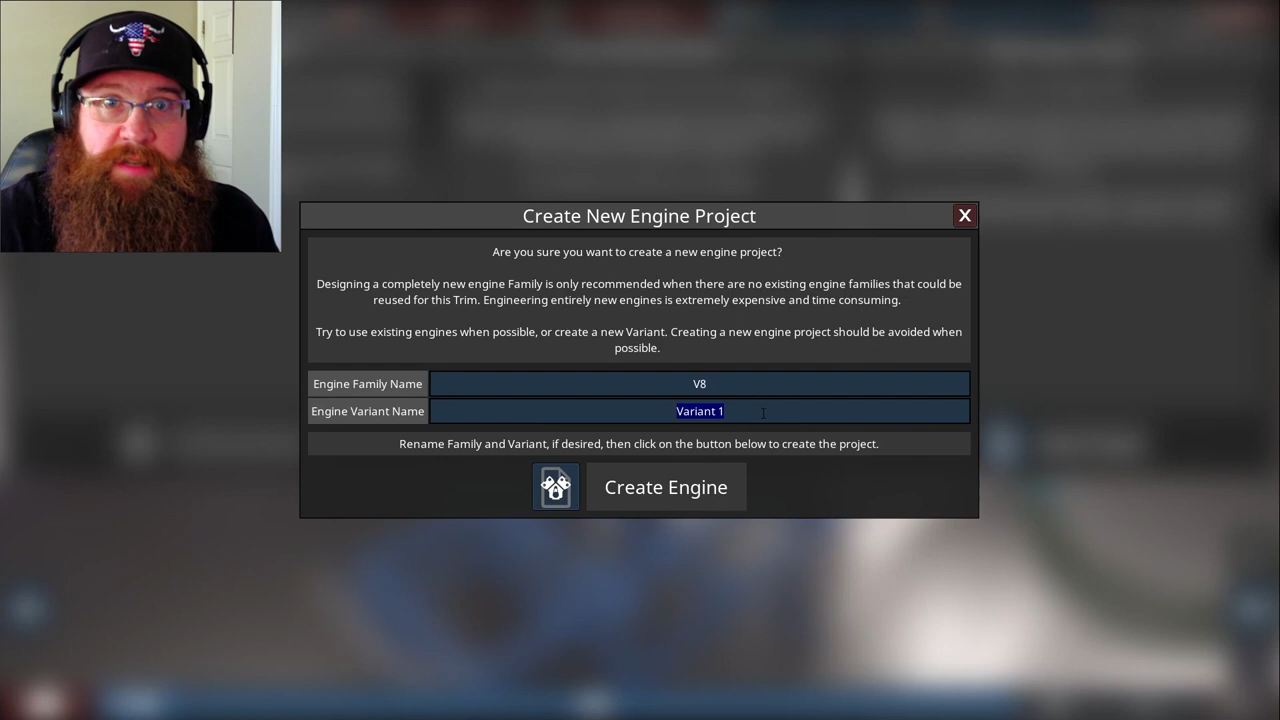 Create New Engine Project
X
Are you sure you want to create a new engine project?
Designing a completely new engine Family is only recommended when there are no existing engine families that could be
reused for this Trim. Engineering entirely new engines is extremely expensive and time consuming.
Try to use existing engines when possible, or create a new Variant. Creating a new engine project should be avoided when
possible.
Engine Family Name
V8
Engine Variant Name
Variant 1
Rename Family and Variant, if desired, then click on the button below to create the project.
Create Engine